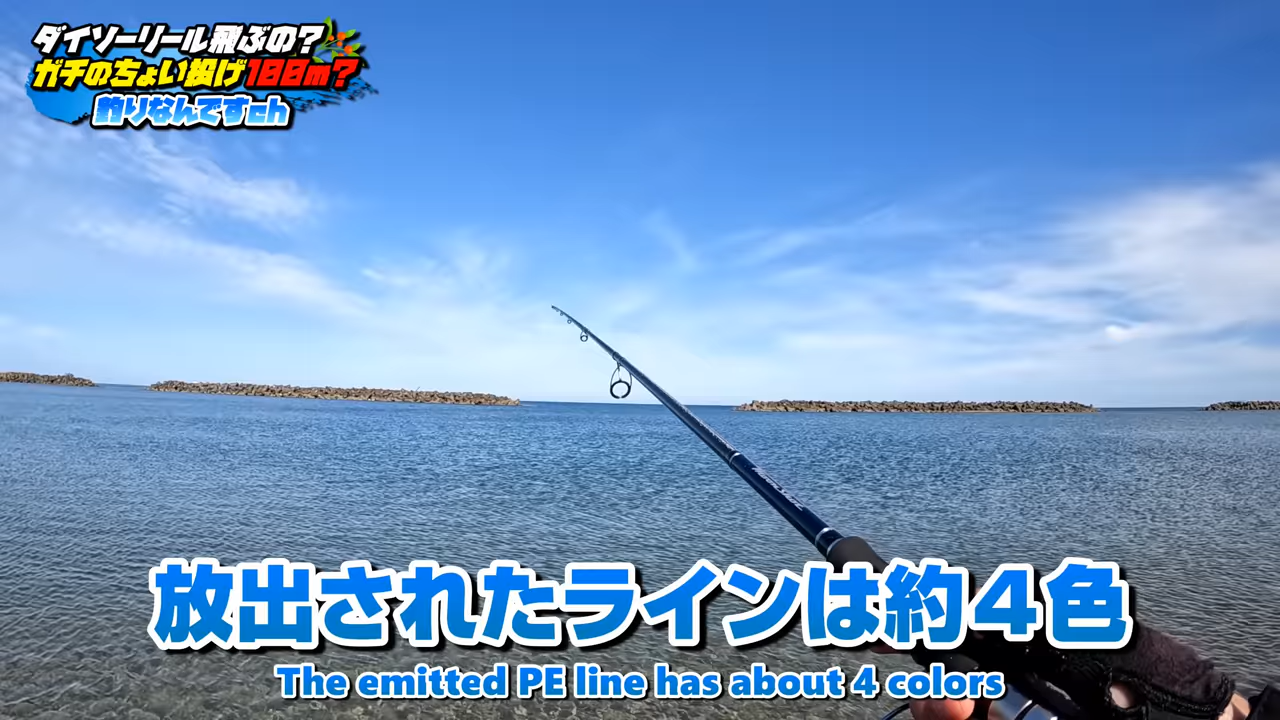 ダイソーリール飛ぶの?
ガチのちょい投げ100m?
釣りなんですch
放出されたラインは約4色
The emitted PE line has about 4 colors